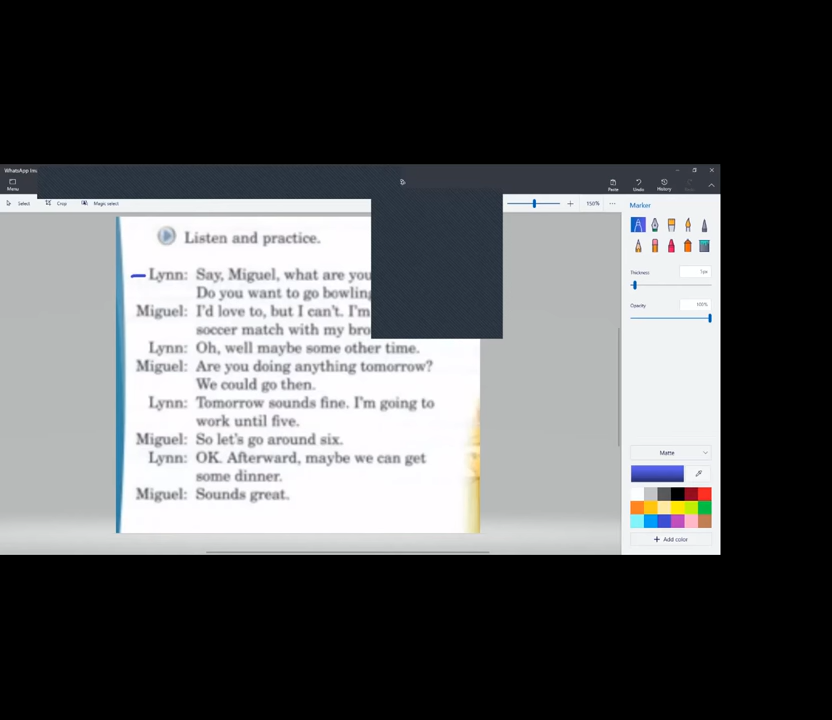 WhatsApp Ima
Menu
Paste
Undo
History
Select
Crop
Magic select
150%
Marker
Listen and practice.
Thickness
1px
Lynn: Say, Miguel, what are you
Do you want to go bowling
Opacity
100%
Miguel: I'd love to, but I can't. I'm
soccer match with my bro
Lynn: Oh, well maybe some other time.
Miguel: Are you doing anything tomorrow?
We could go then.
Lynn: Tomorrow sounds fine. I'm going to
work until five.
Miguel: So let's go around six.
Matte
Lynn: OK. Afterward, maybe we can get
some dinner.
Miguel: Sounds great.
Add color